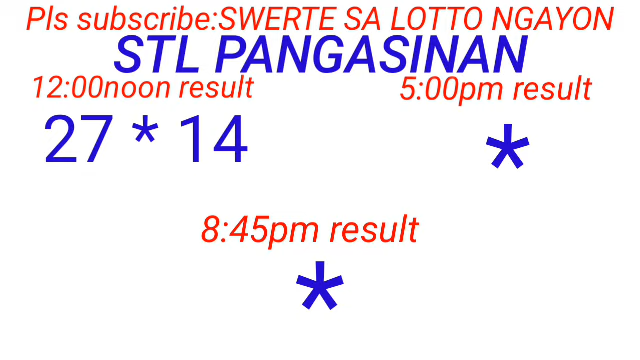 Pls subscribe:SWERTE SA LOTTO NGAYON
STL PANGASINAN
12:00noon result
5:00pm result
27 * 14
*
8:45pm result
*